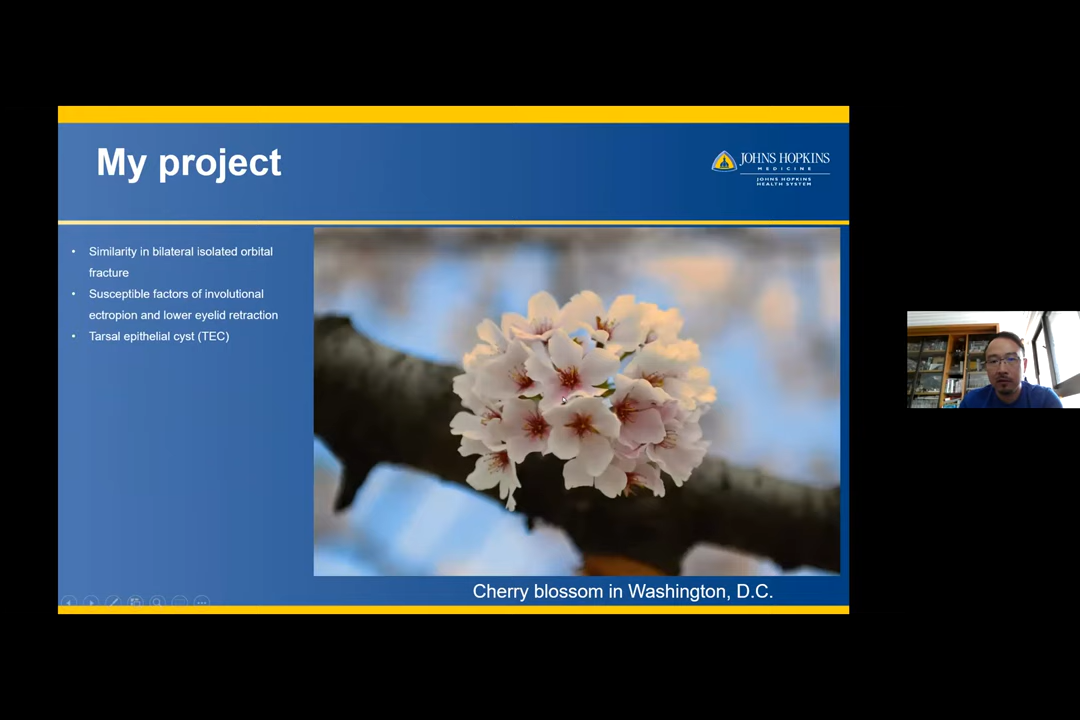 My project
JOHNS HOPKINS
MEDICINE
JOHNS HOPKINS
HEALTH SYSTEM
• Similarity in bilateral isolated orbital
fracture
• Susceptible factors of involutional
ectropion and lower eyelid retraction
• Tarsal epithelial cyst (TEC)
Cherry blossom in Washington, D.C.